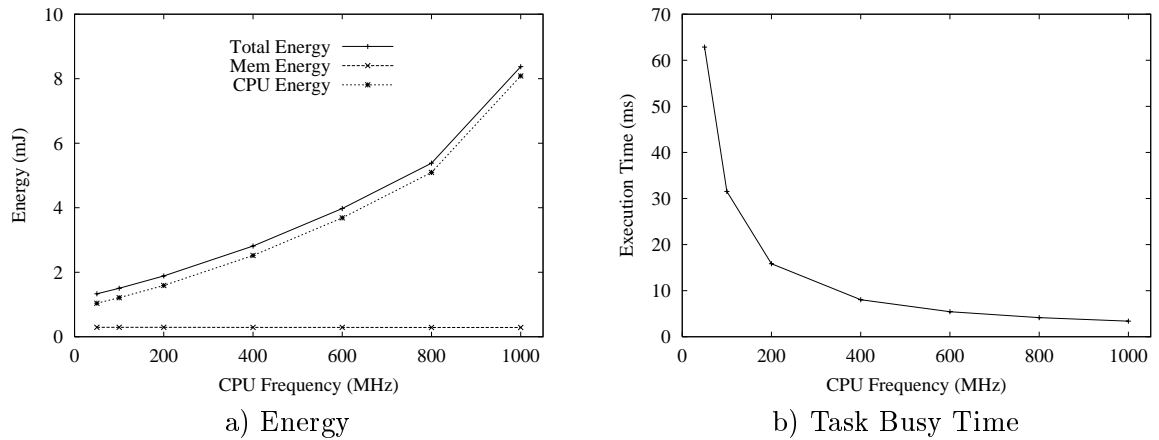 10
8
6
4
2
0
Energy (mJ)
Total Energy
Mem Energy
CPU Energy
0 200 400 600 800 1000
CPU Frequency (MHz)
a) Energy
70
60
50
40
30
20
10
0
Execution Time (ms)
0 200 400 600 800 1000
CPU Frequency (MHz)
b) Task Busy Time